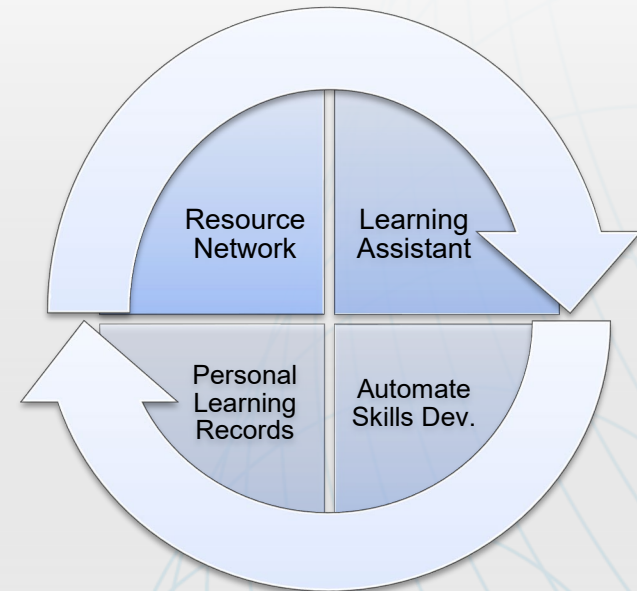 Resource
Network
Learning
Assistant
Personal
Learning
Records
Automate
Skills Dev.